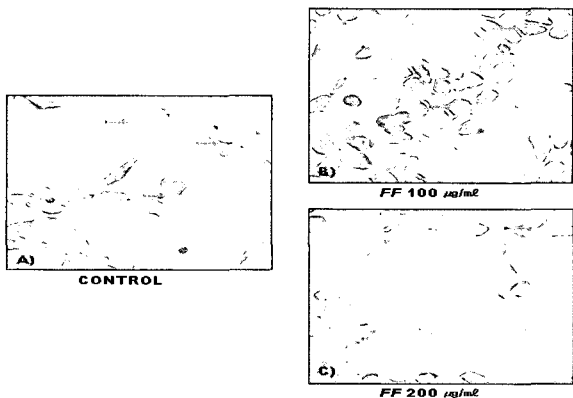 A)
CONTROL
B)
FF 100 μg/ml
C)
FF 200 μg/ml